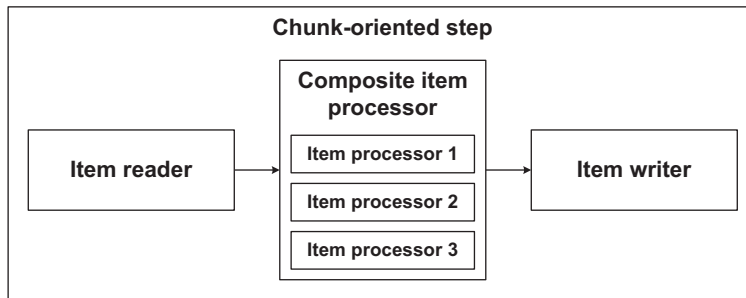 Chunk-oriented step
Composite item
processor
Item reader
Item processor 1
Item processor 2
Item processor 3
Item writer